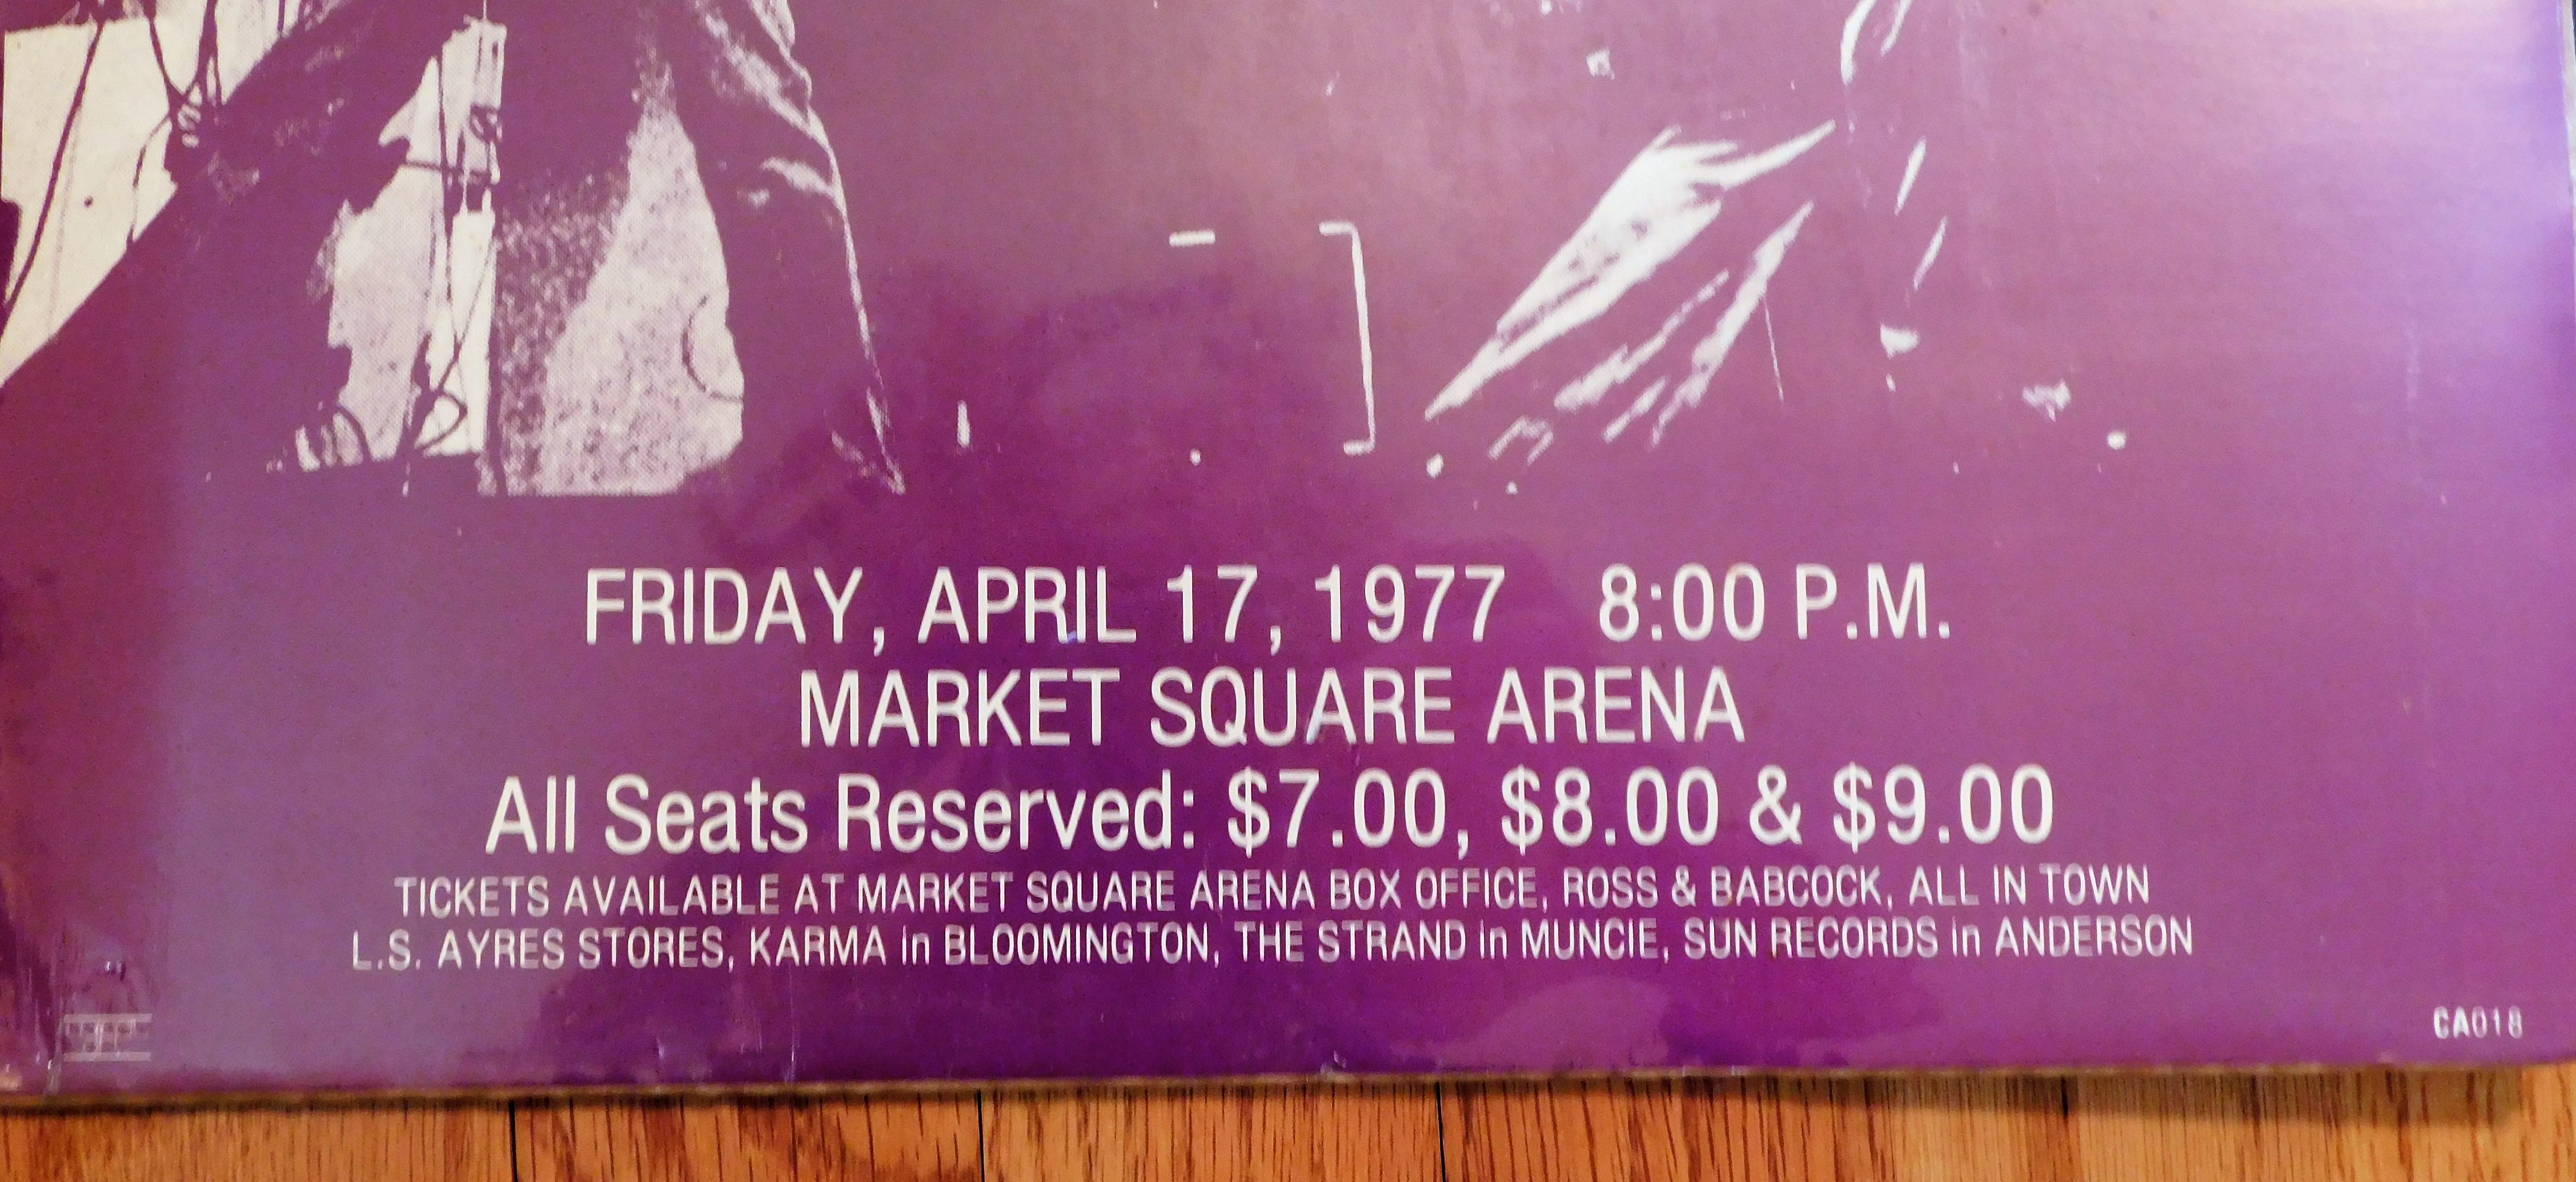 FRIDAY, APRIL 17, 1977 8:00 P.M.
MARKET SQUARE ARENA
All Seats Reserved: $7.00, $8.00 & $9.00
TICKETS AVAILABLE AT MARKET SQUARE ARENA BOX OFFICE, ROSS & BABCOCK, ALL IN TOWN
L.S. AYRES STORES, KARMA in BLOOMINGTON, THE STRAND in MUNCIE, SUN RECORDS in ANDERSON
CA018